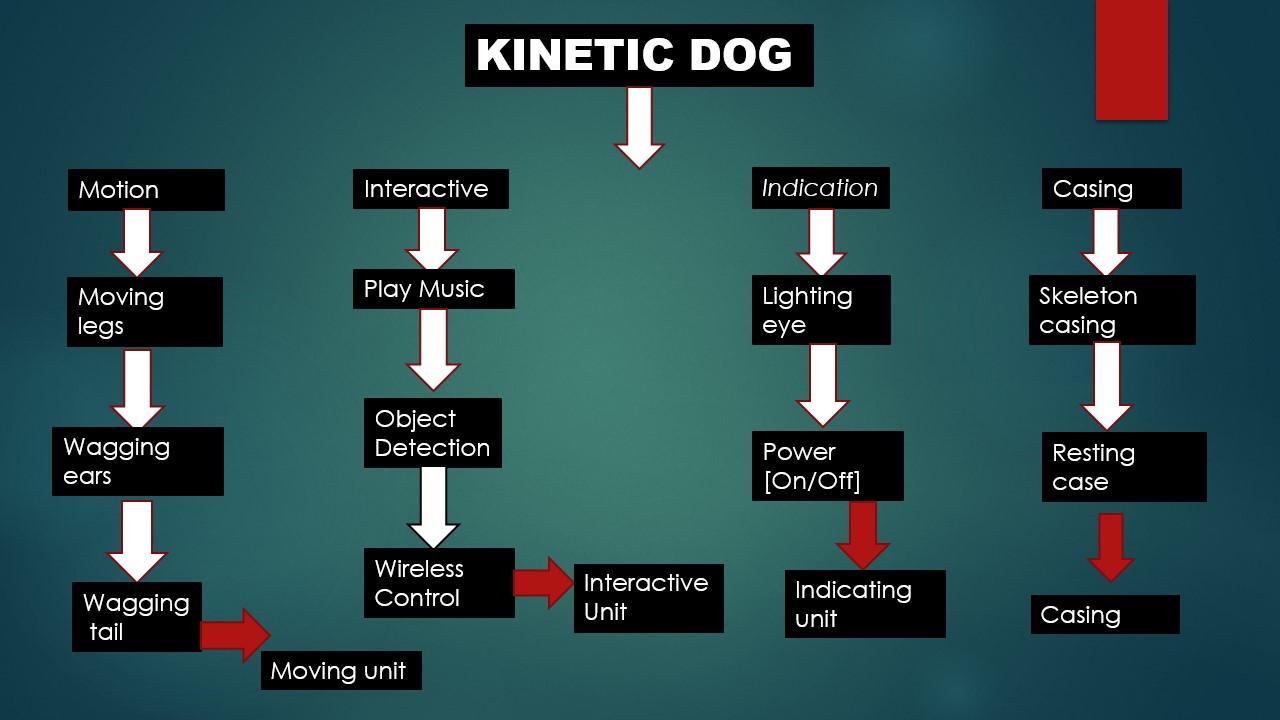 KINETIC DOG
Motion
Interactive
Indication
Casing
Moving
legs
Play Music
Lighting
eye
Skeleton
casing
Wagging
ears
Object
Detection
Power
[On/Off]
Resting
case
Wagging
tail
Wireless
Control
Interactive
Unit
Indicating
unit
Casing
Moving unit